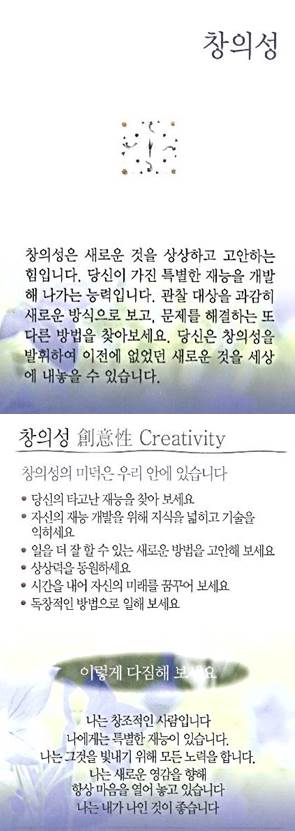 창의성
창의성은 새로운 것을 상상하고 고안하는
힘입니다. 당신이 가진 특별한 재능을 개발
해 나가는 능력입니다. 관찰 대상을 과감히
새로운 방식으로 보고, 문제를 해결하는 또
다른 방법을 찾아보세요. 당신은 창의성을
발휘하여 이전에 없었던 새로운 것을 세상
에 내놓을 수 있습니다.
창의성 創意性 Creativity
창의성의 미덕은 우리 안에 있습니다
• 당신의 타고난 재능을 찾아 보세요
• 자신의 재능 개발을 위해 지식을 넓히고 기술을
익히세요
• 일을 더 잘 할 수 있는 새로운 방법을 고안해 보세요
• 상상력을 동원하세요
• 시간을 내어 자신의 미래를 꿈꾸어 보세요
• 독창적인 방법으로 일해 보세요
이렇게 다짐해 보세요
나는 창조적인 사람입니다
나에게는 특별한 재능이 있습니다.
나는 그것을 빛내기 위해 모든 노력을 합니다.
나는 새로운 영감을 향해
항상 마음을 열어 놓고 있습니다
나는 내가 나인 것이 좋습니다